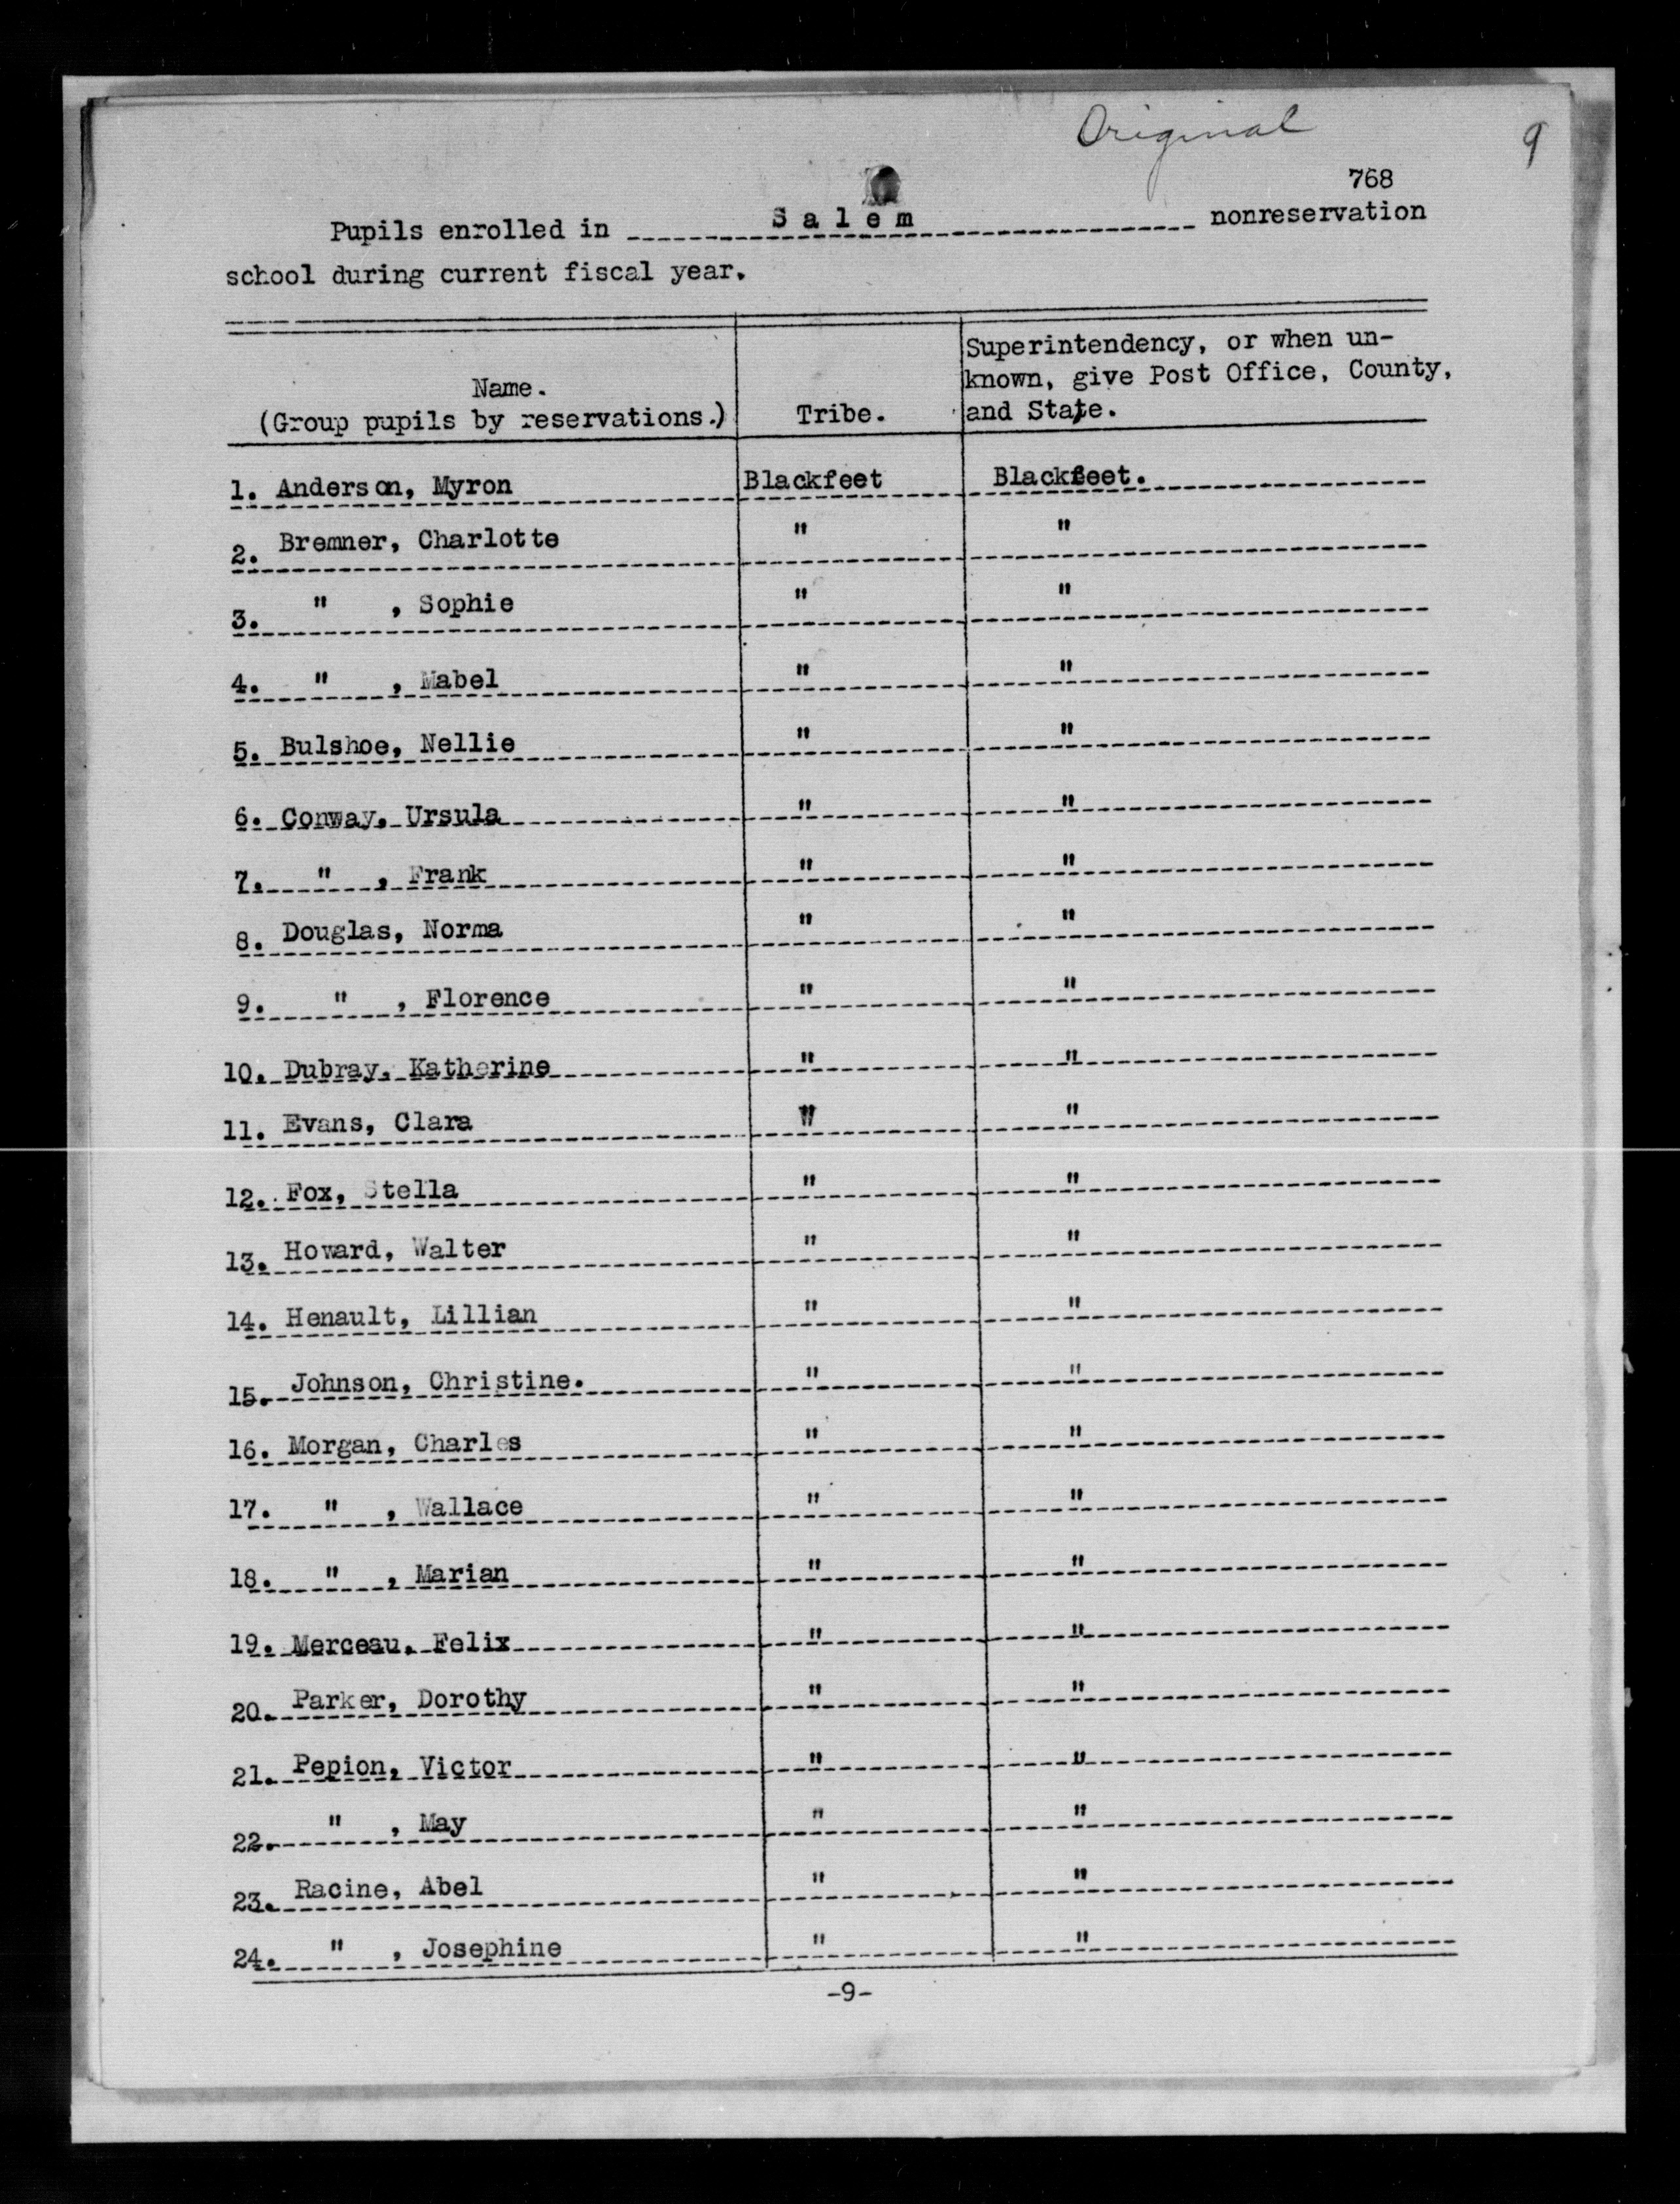 Original
9
768
Pupils enrolled in Salem nonreservation
school during current fiscal year.
Name. (Group pupils by reservations.) Tribe. Superintendency, or when un-
known, give Post Office, County,
and State.
1. Anderson, Myron Blackfeet Blackfeet.
2. Bremner, Charlotte " "
3. " , Sophie " "
4. " , Mabel " "
5. Bulshoe, Nellie " "
6. Conway, Ursula " "
7. " , Frank " "
8. Douglas, Norma " "
9. " , Florence " "
10. Dubray, Katherine " "
11. Evans, Clara " "
12. Fox, Stella " "
13. Howard, Walter " "
14. Henault, Lillian " "
15. Johnson, Christine. " "
16. Morgan, Charles " "
17. " , Wallace " "
18. " , Marian " "
19. Merceau, Felix " "
20. Parker, Dorothy " "
21. Pepion, Victor " "
22. " , May " "
23. Racine, Abel " "
24. " , Josephine " "
-9-